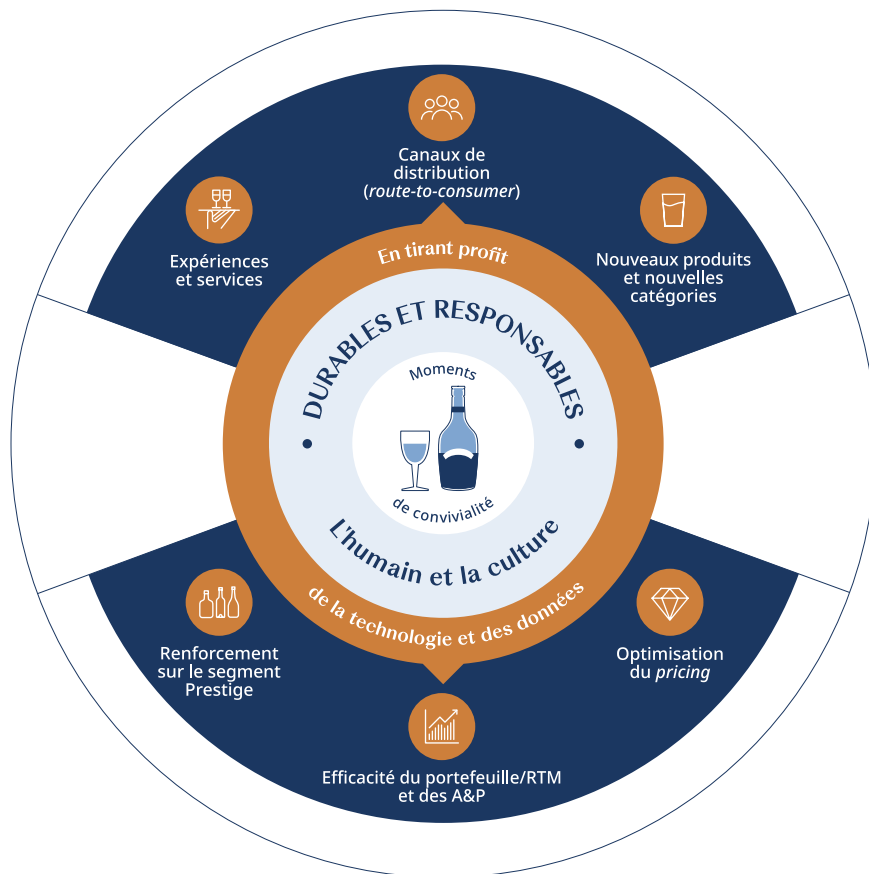 Canaux de
distribution
(route-to-consumer)
Expériences
et services
Nouveaux produits
et nouvelles
catégories
En tirant profit
DURABLES ET RESPONSABLES
Moments
de convivialité
L'humain et la culture
de la technologie et des données
Renforcement
sur le segment
Prestige
Optimisation
du pricing
Efficacité du portefeuille/RTM
et des A&P